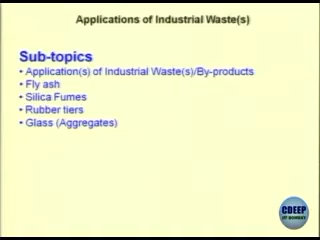 Applications of Industrial Waste(s)
Sub-topics
• Application(s) of Industrial Waste(s)/By-products
• Fly ash
• Silica Fumes
• Rubber tiers
• Glass (Aggregates)
CDEEP
IIT BOMBAY